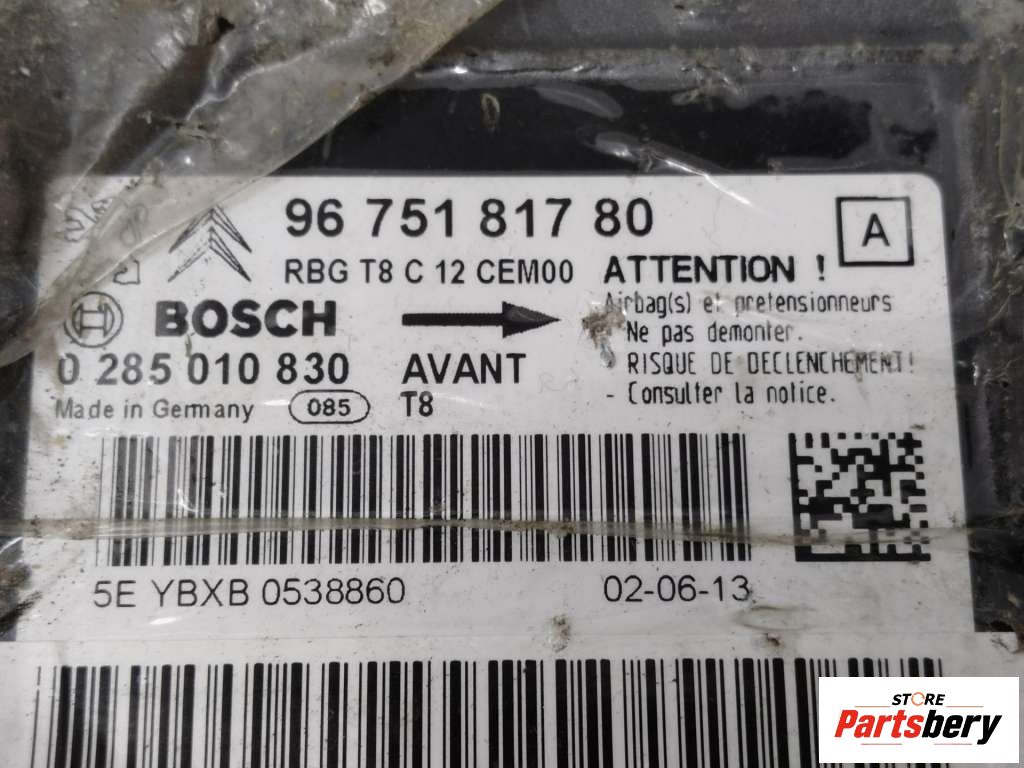 96 751 817 80
A
RBG T8 C 12 CEM00
ATTENTION !
Airbag(s) et pretensionneurs
Ne pas demonter.
BOSCH
0 285 010 830
AVANT
- RISQUE DE DECLENCHEMENT!
- Consulter la notice.
Made in Germany
085
T8
5E YBXB 0538860
02-06-13
STORE
Partsbery